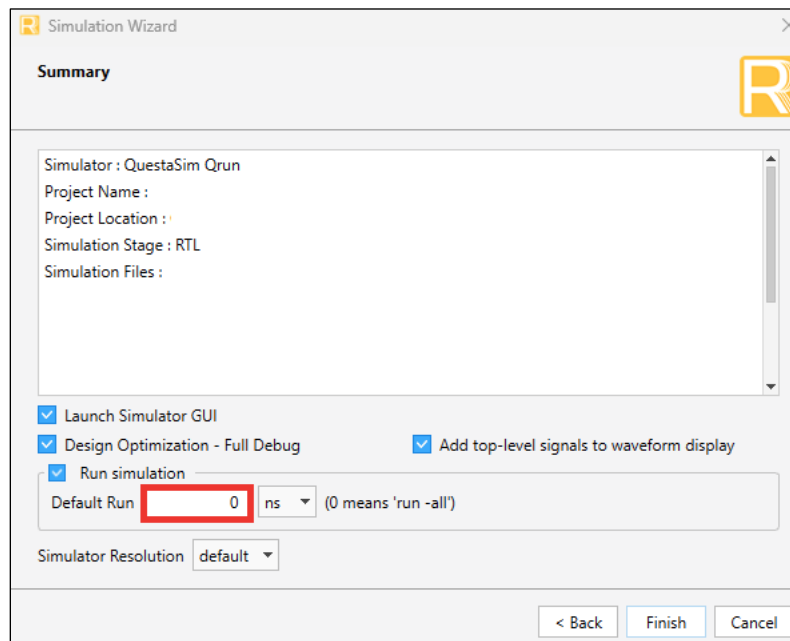 Simulation Wizard
Summary
Simulator : QuestaSim Qrun
Project Name :
Project Location :
Simulation Stage : RTL
Simulation Files :
Launch Simulator GUI
Design Optimization - Full Debug Add top-level signals to waveform display
Run simulation
Default Run 0 ns (0 means 'run -all')
Simulator Resolution default
< Back Finish Cancel